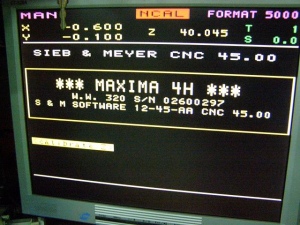 MAN NCAL FORMAT 5000
X -0.600 Z 40.045 T 1
Y -0.100 S 0.0
SIEB & MEYER CNC 45.00
*** MAXIMA 4H ***
W.W. 320 S/N 02600297
S & M SOFTWARE 12-45-AA CNC 45.00